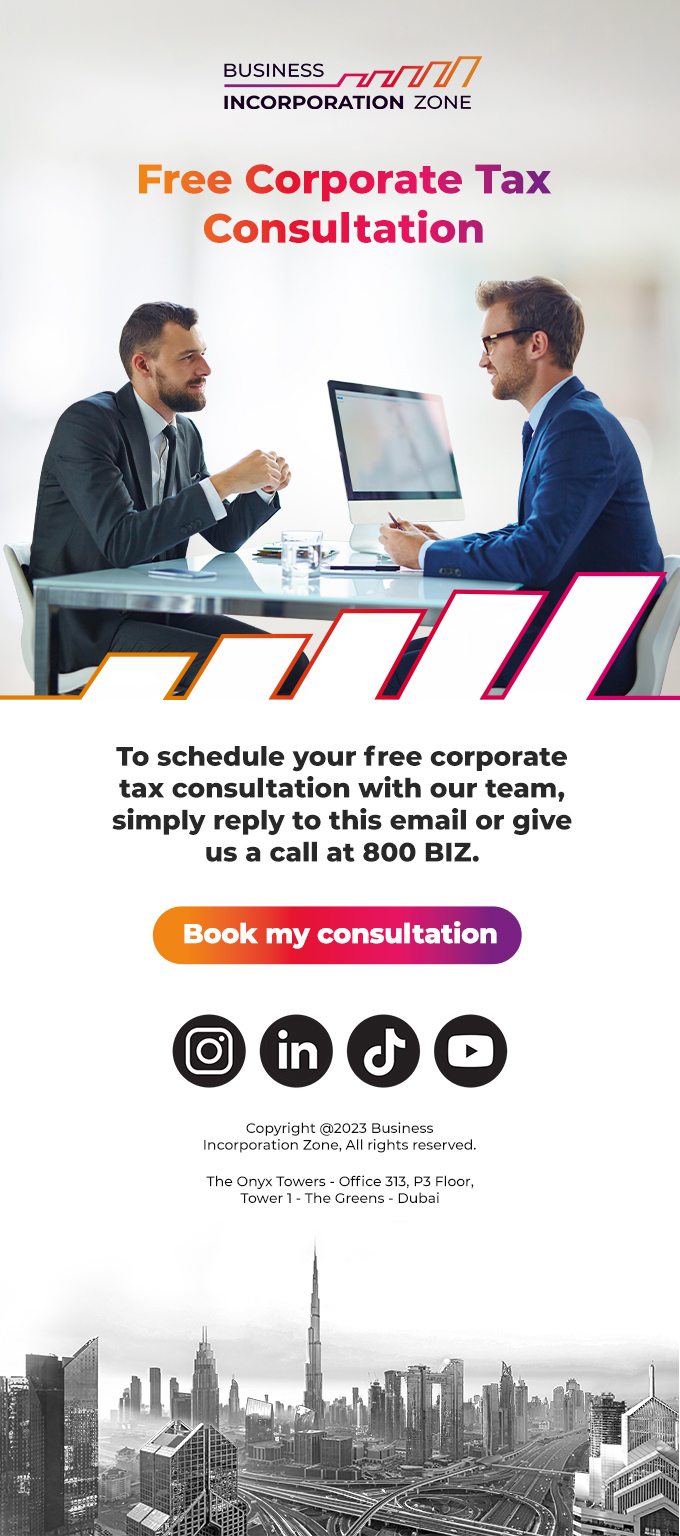 BUSINESS
INCORPORATION ZONE
Free Corporate Tax
Consultation
To schedule your free corporate
tax consultation with our team,
simply reply to this email or give
us a call at 800 BIZ.
Book my consultation
in
Copyright @2023 Business
Incorporation Zone, All rights reserved.
The Onyx Towers - Office 313, P3 Floor,
Tower 1 - The Greens - Dubai